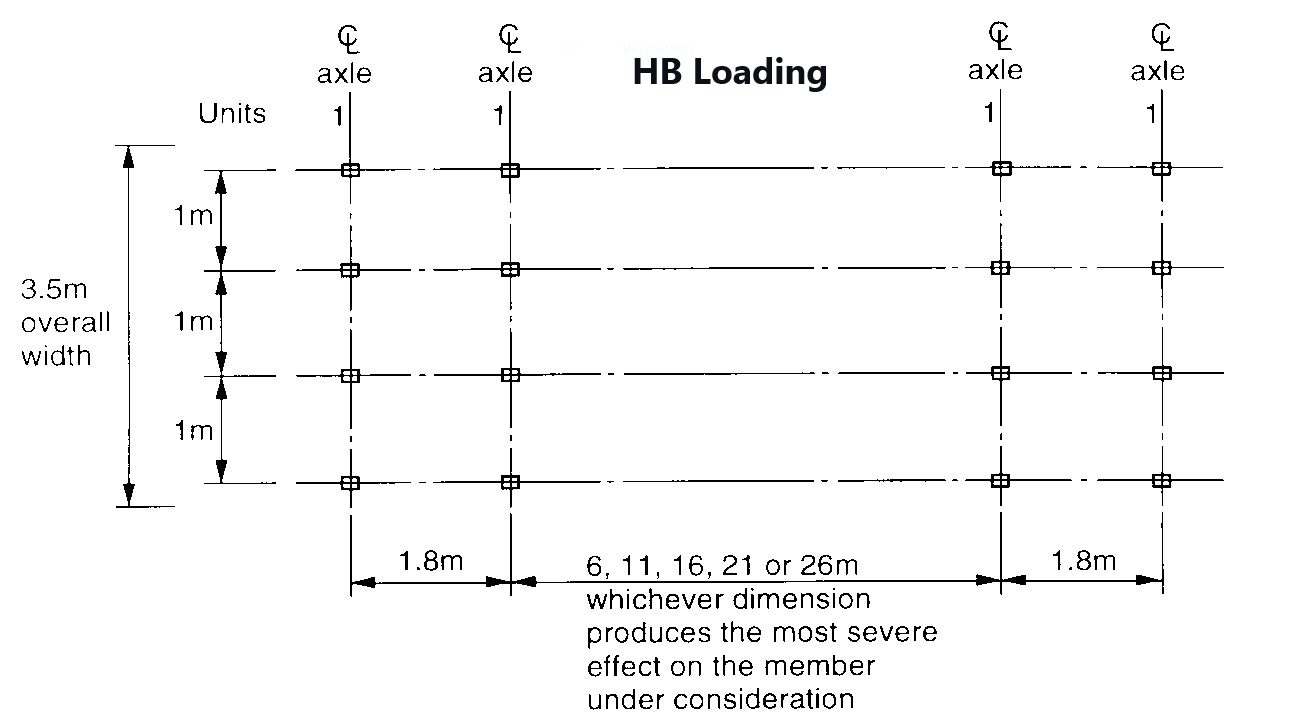 ℄ ℄ ℄ ℄
axle axle HB Loading axle axle
Units 1 1 1 1
1m
3.5m
overall
width
1m
1m
1.8m
6, 11, 16, 21 or 26m
whichever dimension
produces the most severe
effect on the member
under consideration
1.8m